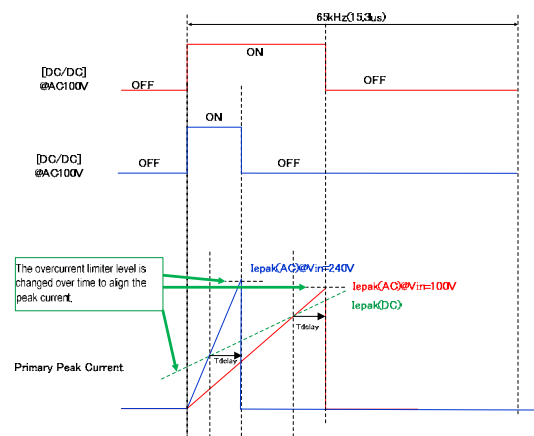 65kHz(15.3us)
ON
[DC/DC]
@AC100V
OFF
OFF
ON
[DC/DC]
@AC100V
OFF
OFF
The overcurrent limiter level is
changed over time to align the
peak current.
Iepak(AC)@Vin=240V
Iepak(AC)@Vin=100V
Iepak(DC)
Tdelay
Tdelay
Primary Peak Current